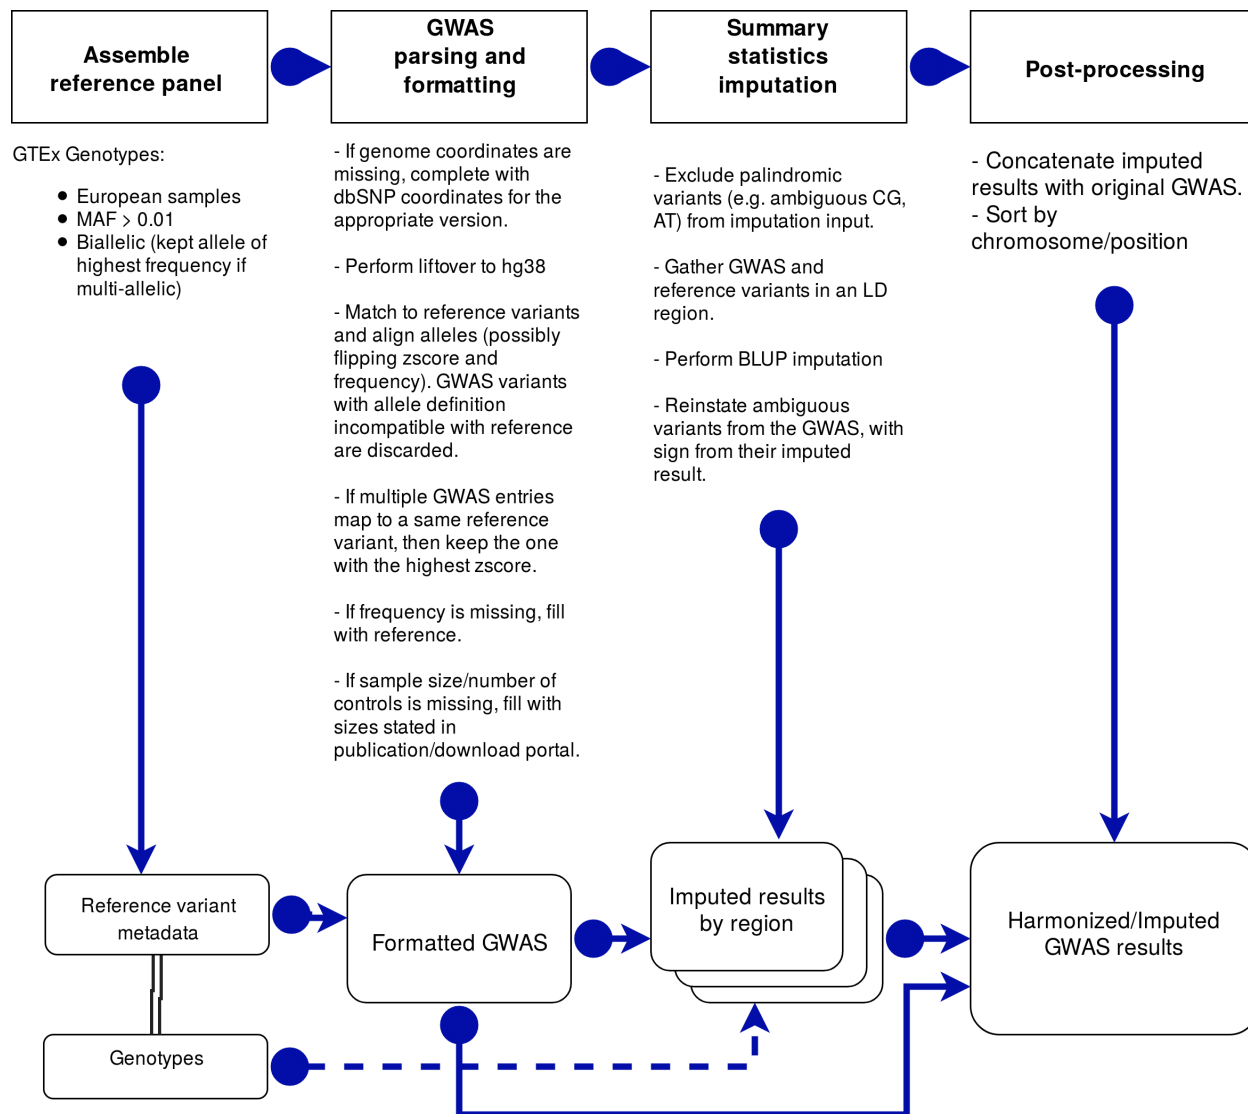 Assemble
reference panel
GWAS
parsing and
formatting
Summary
statistics
imputation
Post-processing
GTEx Genotypes:
● European samples
● MAF > 0.01
● Biallelic (kept allele of
highest frequency if
multi-allelic)
- If genome coordinates are
missing, complete with
dbSNP coordinates for the
appropriate version.
- Perform liftover to hg38
- Match to reference variants
and align alleles (possibly
flipping zscore and
frequency). GWAS variants
with allele definition
incompatible with reference
are discarded.
- If multiple GWAS entries
map to a same reference
variant, then keep the one
with the highest zscore.
- If frequency is missing, fill
with reference.
- If sample size/number of
controls is missing, fill with
sizes stated in
publication/download portal.
- Exclude palindromic
variants (e.g. ambiguous CG,
AT) from imputation input.
- Gather GWAS and
reference variants in an LD
region.
- Perform BLUP imputation
- Reinstate ambiguous
variants from the GWAS, with
sign from their imputed
result.
- Concatenate imputed
results with original GWAS.
- Sort by
chromosome/position
Reference variant
metadata
Genotypes
Formatted GWAS
Imputed results
by region
Harmonized/Imputed
GWAS results